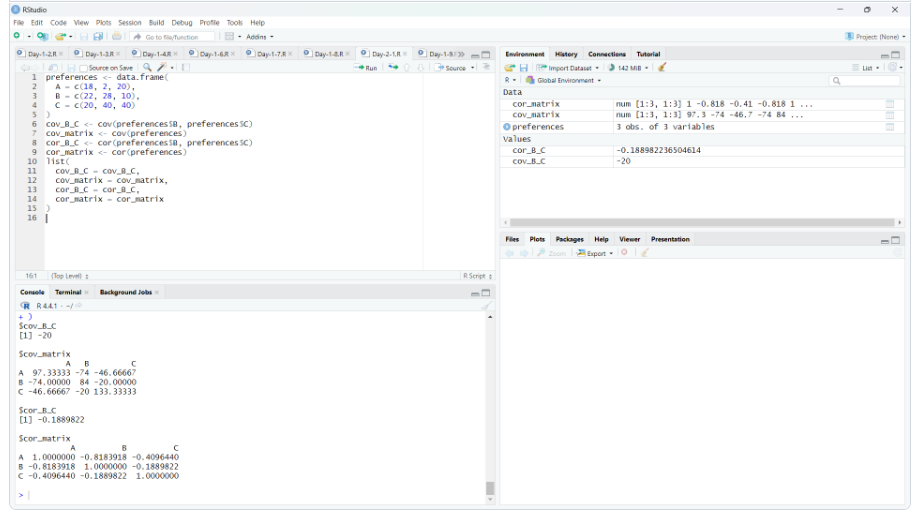 RStudio
File Edit Code View Plots Session Build Debug Profile Tools Help
Go to file/function
Addins
Project: (None)
Day-1-2.R
Day-1-3.R
Day-1-4.R
Day-1-6.R
Day-1-7.R
Day-1-8.R
Day-2-1.R
Source on Save
Run
Source
1 preferences <- data.frame(
2 A = c(18, 2, 20),
3 B = c(22, 28, 10),
4 C = c(20, 40, 40)
5 )
6 cov_B_C <- cov(preferences$B, preferences$C)
7 cov_matrix <- cov(preferences)
8 cor_B_C <- cor(preferences$B, preferences$C)
9 cor_matrix <- cor(preferences)
10 list(
11 cov_B_C = cov_B_C,
12 cov_matrix = cov_matrix,
13 cor_B_C = cor_B_C,
14 cor_matrix = cor_matrix
15 )
16
16:1 (Top Level) R Script
Console Terminal Background Jobs
R 4.4.1 · ~/
+ )
$cov_B_C
[1] -20
$cov_matrix
A B C
A 97.33333 -74 -46.66667
B -74.00000 84 -20.00000
C -46.66667 -20 133.33333
$cor_B_C
[1] -0.1889822
$cor_matrix
A B C
A 1.0000000 -0.8183918 -0.4096440
B -0.8183918 1.0000000 -0.1889822
C -0.4096440 -0.1889822 1.0000000
>
Environment History Connections Tutorial
Import Dataset 142 MiB List
R Global Environment
Data
cor_matrix num [1:3, 1:3] 1 -0.818 -0.41 -0.818 1 ...
cov_matrix num [1:3, 1:3] 97.3 -74 -46.7 -74 84 ...
preferences 3 obs. of 3 variables
Values
cor_B_C -0.188982236504614
cov_B_C -20
Files Plots Packages Help Viewer Presentation
Zoom Export